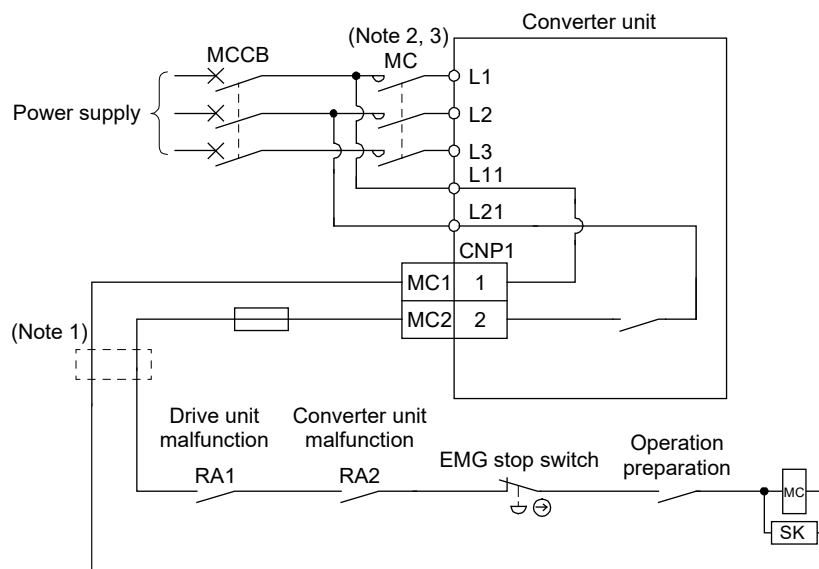 Converter unit
(Note 2, 3)
MCCB
MC
L1
Power supply
L2
L3
L11
L21
CNP1
MC1
1
MC2
2
(Note 1)
Drive unit
malfunction
Converter unit
malfunction
EMG stop switch
Operation
preparation
RA1
RA2
MC
SK